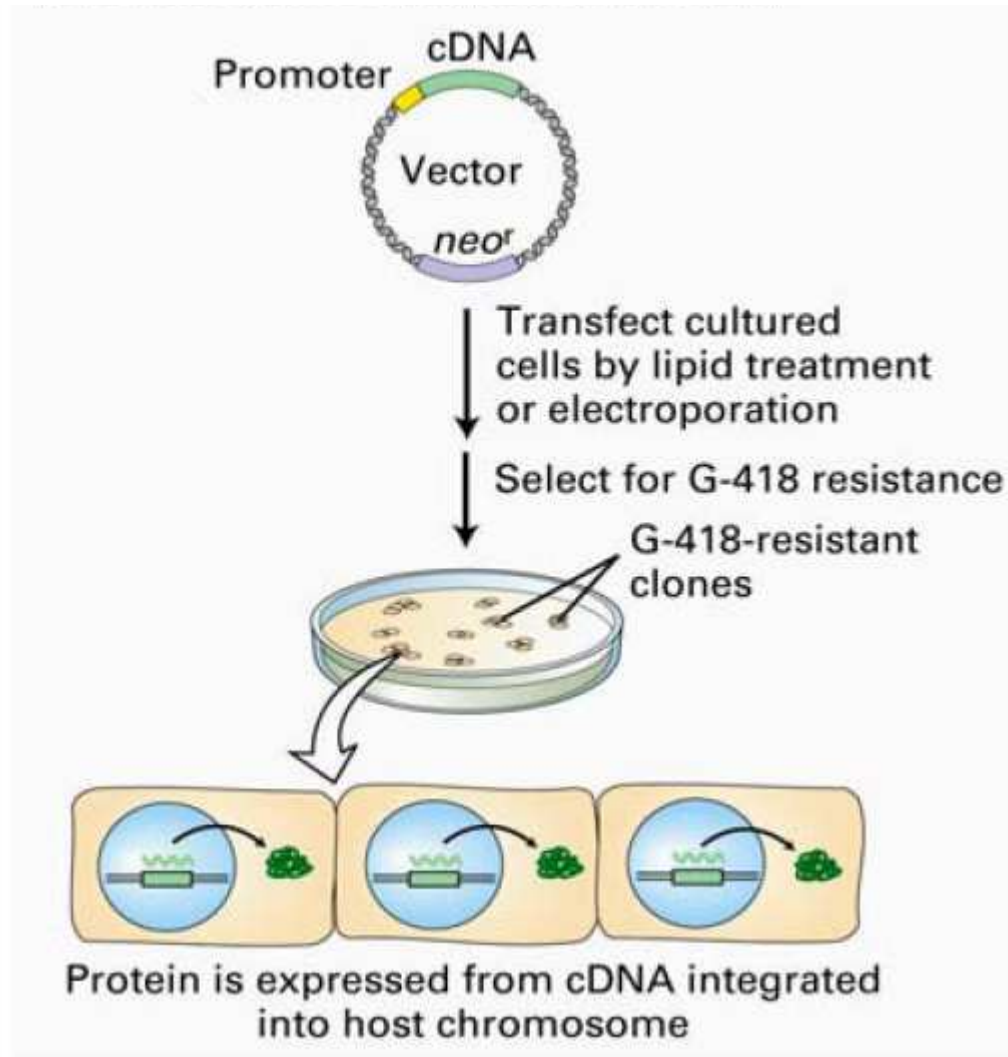 cDNA
Promoter
Vector
neoʳ
Transfect cultured
cells by lipid treatment
or electroporation
Select for G-418 resistance
G-418-resistant
clones
Protein is expressed from cDNA integrated
into host chromosome